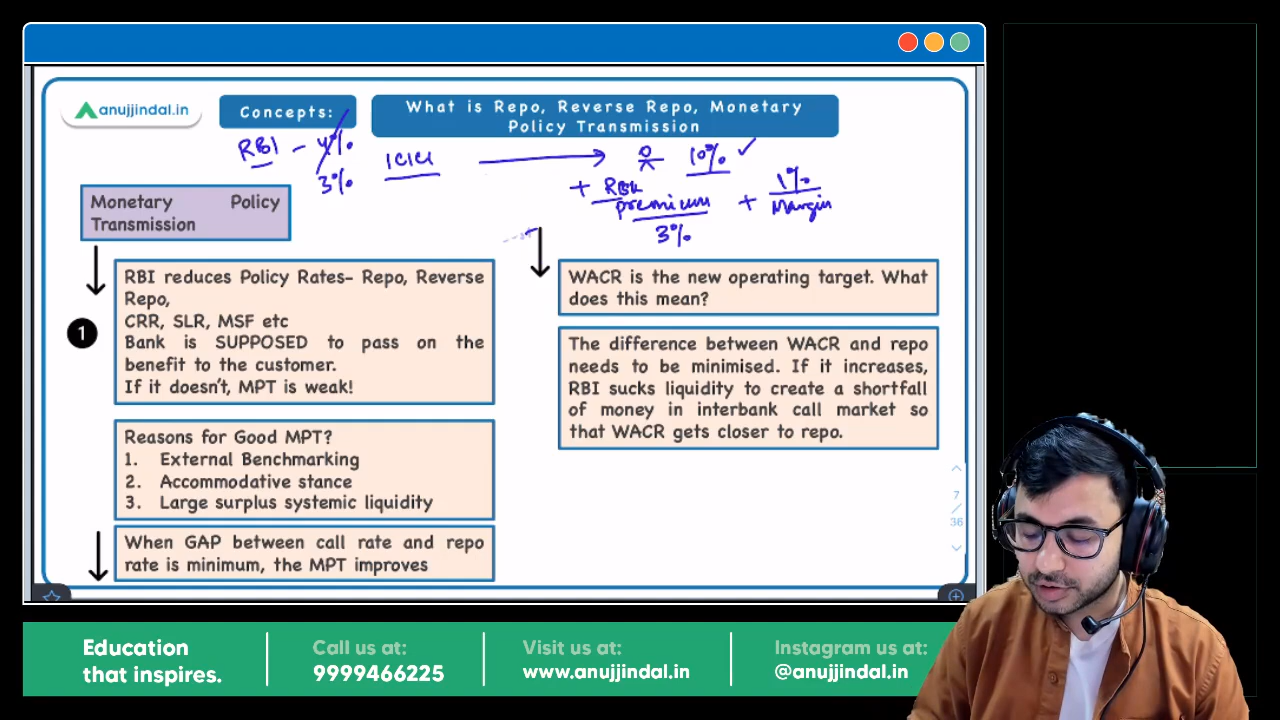 anujjindal.in
Concepts:
What is Repo, Reverse Repo, Monetary
Policy Transmission
RBI - 4%
3%
ICICI
10%
+ Risk
premium
3%
+ 1%
Margin
Monetary Policy
Transmission
1
RBI reduces Policy Rates- Repo, Reverse
Repo,
CRR, SLR, MSF etc
Bank is SUPPOSED to pass on the
benefit to the customer.
If it doesn't, MPT is weak!
Reasons for Good MPT?
1. External Benchmarking
2. Accommodative stance
3. Large surplus systemic liquidity
When GAP between call rate and repo
rate is minimum, the MPT improves
WACR is the new operating target. What
does this mean?
The difference between WACR and repo
needs to be minimised. If it increases,
RBI sucks liquidity to create a shortfall
of money in interbank call market so
that WACR gets closer to repo.
7
/
36
Education
that inspires.
Call us at:
9999466225
Visit us at:
www.anujjindal.in
Instagram us at:
@anujjindal.in